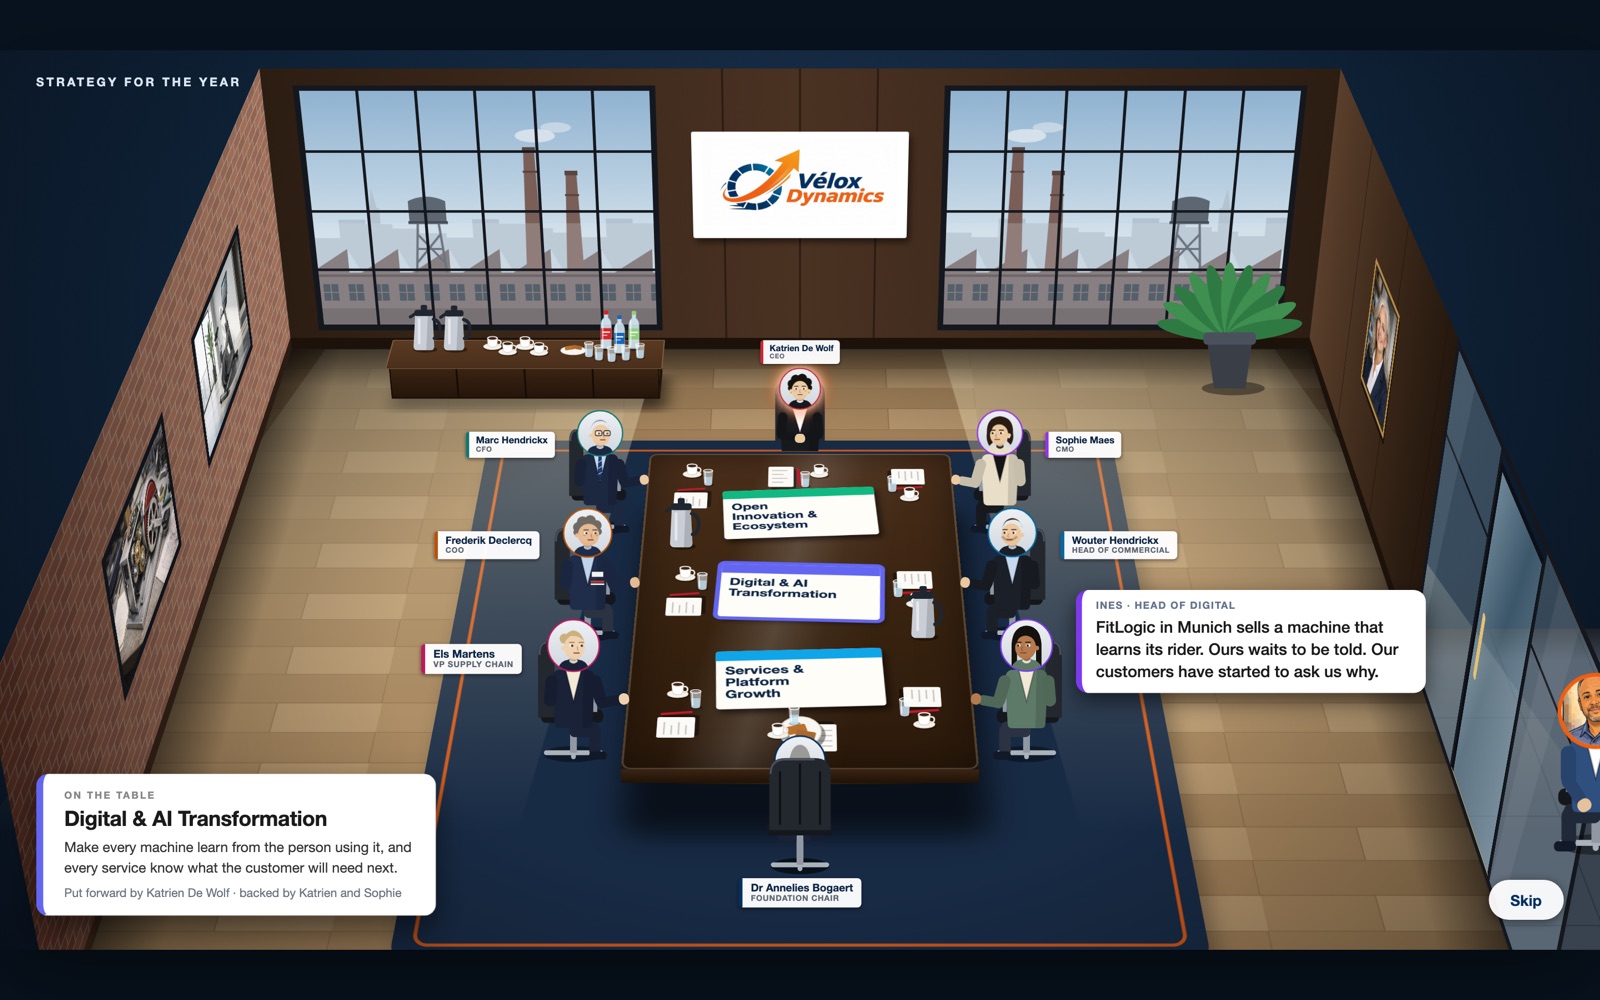 STRATEGY FOR THE YEAR
Vélox
Dynamics
Katrien De Wolf
CEO
Marc Hendrickx
CFO
Sophie Maes
CMO
Open
Innovation &
Ecosystem
Frederik Declercq
COO
Wouter Hendrickx
HEAD OF COMMERCIAL
Digital & AI
Transformation
INES · HEAD OF DIGITAL
FitLogic in Munich sells a machine that
learns its rider. Ours waits to be told. Our
customers have started to ask us why.
Els Martens
VP SUPPLY CHAIN
Services &
Platform
Growth
ON THE TABLE
Digital & AI Transformation
Make every machine learn from the person using it, and
every service know what the customer will need next.
Put forward by Katrien De Wolf · backed by Katrien and Sophie
Dr Annelies Bogaert
FOUNDATION CHAIR
Skip